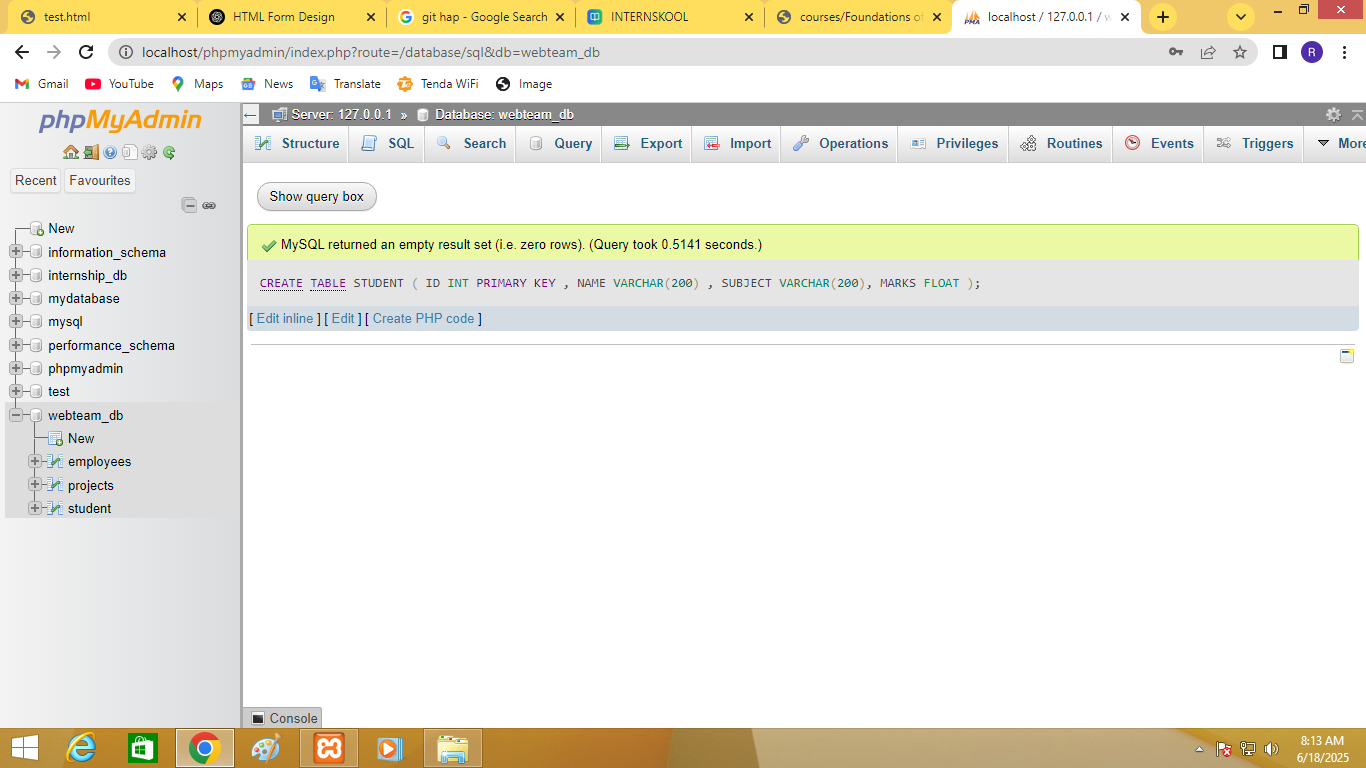 test.html
HTML Form Design
git hap - Google Search
INTERNSKOOL
courses/Foundations of
localhost / 127.0.0.1 / w
localhost/phpmyadmin/index.php?route=/database/sql&db=webteam_db
R
Gmail YouTube Maps News Translate Tenda WiFi Image
phpMyAdmin
Recent Favourites
New
information_schema
internship_db
mydatabase
mysql
performance_schema
phpmyadmin
test
webteam_db
New
employees
projects
student
Server: 127.0.0.1 » Database: webteam_db
Structure SQL Search Query Export Import Operations Privileges Routines Events Triggers More
Show query box
MySQL returned an empty result set (i.e. zero rows). (Query took 0.5141 seconds.)
CREATE TABLE STUDENT ( ID INT PRIMARY KEY , NAME VARCHAR(200) , SUBJECT VARCHAR(200), MARKS FLOAT );
[ Edit inline ] [ Edit ] [ Create PHP code ]
Console
8:13 AM
6/18/2025